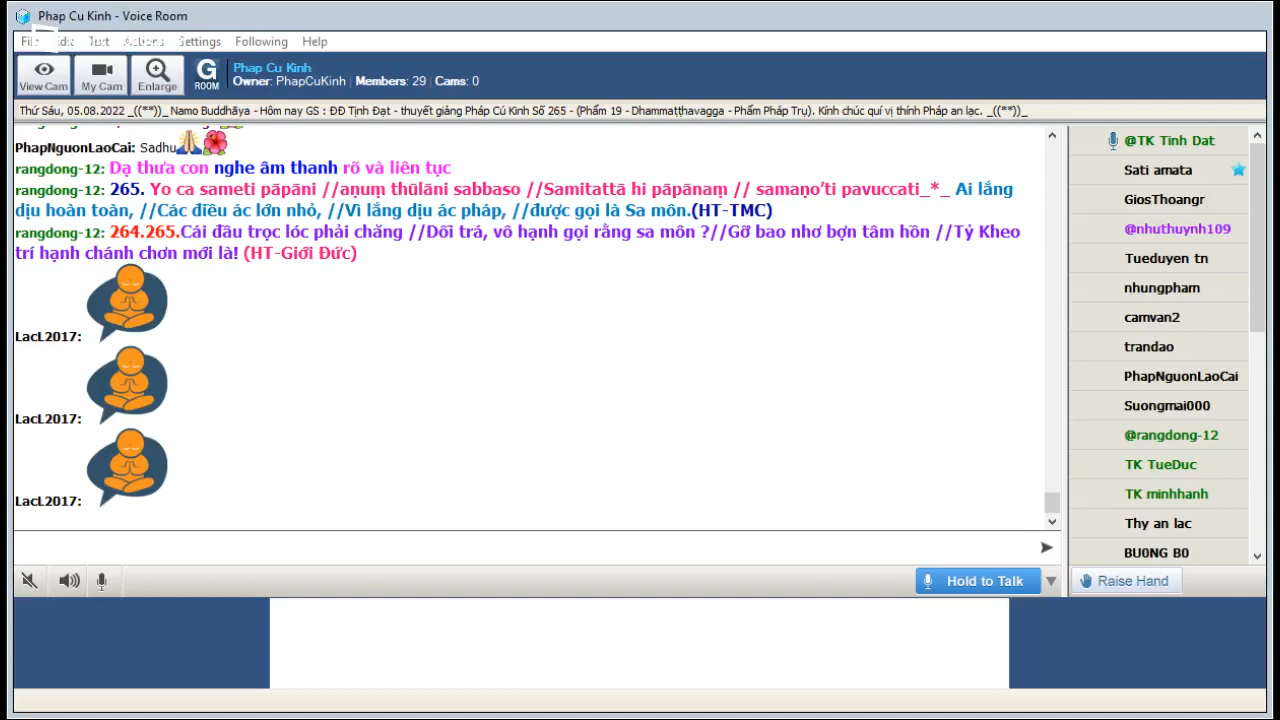 Phap Cu Kinh - Voice Room
Settings Following Help
View Cam My Cam Enlarge G ROOM
Phap Cu Kinh
Owner: PhapCuKinh | Members: 29 | Cams: 0
Thứ Sáu, 05.08.2022 _((**))_ Namo Buddhāya - Hôm nay GS : ĐĐ Tịnh Đạt - thuyết giảng Pháp Cú Kinh Số 265 - (Phẩm 19 - Dhammaṭṭhavagga - Phẩm Pháp Trụ). Kính chúc quí vị thính Pháp an lạc. _((**))_
PhapNguonLaoCai: Sadhu
rangdong-12: Dạ thưa con nghe âm thanh rõ và liên tục
rangdong-12: 265. Yo ca sameti pāpāni //aṇuṃ thūlāni sabbaso //Samitattā hi pāpānaṃ // samaṇo’ti pavuccati_*_ Ai lắng
dịu hoàn toàn, //Các điều ác lớn nhỏ, //Vì lắng dịu ác pháp, //được gọi là Sa môn.(HT-TMC)
rangdong-12: 264.265.Cái đầu trọc lóc phải chăng //Dối trá, vô hạnh gọi rằng sa môn ?//Gỡ bao nhơ bợn tâm hồn //Tỷ Kheo
trí hạnh chánh chơn mới là! (HT-Giới Đức)
LacL2017:
LacL2017:
LacL2017:
@TK Tinh Dat
Sati amata
GiosThoangr
@nhuthuynh109
Tueduyen tn
nhungpham
camvan2
trandao
PhapNguonLaoCai
Suongmai000
@rangdong-12
TK TueDuc
TK minhhanh
Thy an lac
BU0NG B0
Hold to Talk
Raise Hand